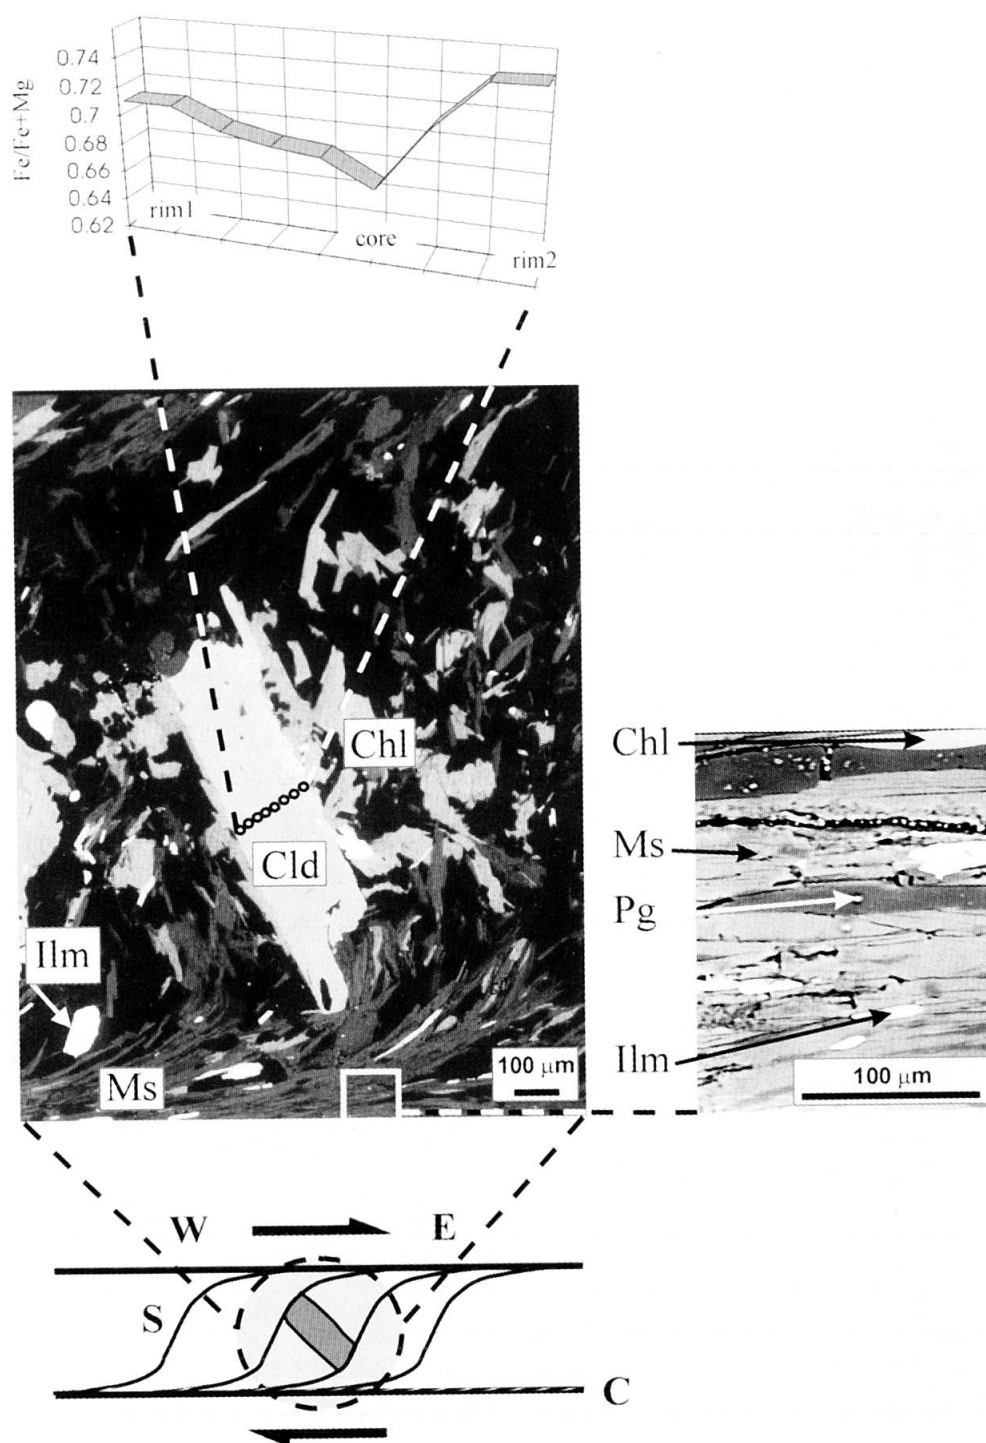 0.74
0.72
0.7
0.68
0.66
0.64
0.62
Fe/Fe+Mg
rim1
core
rim2
Chl
Cld
Ilm
Ms
100 µm
Chl
Ms
Pg
Ilm
100 µm
W
E
S
C